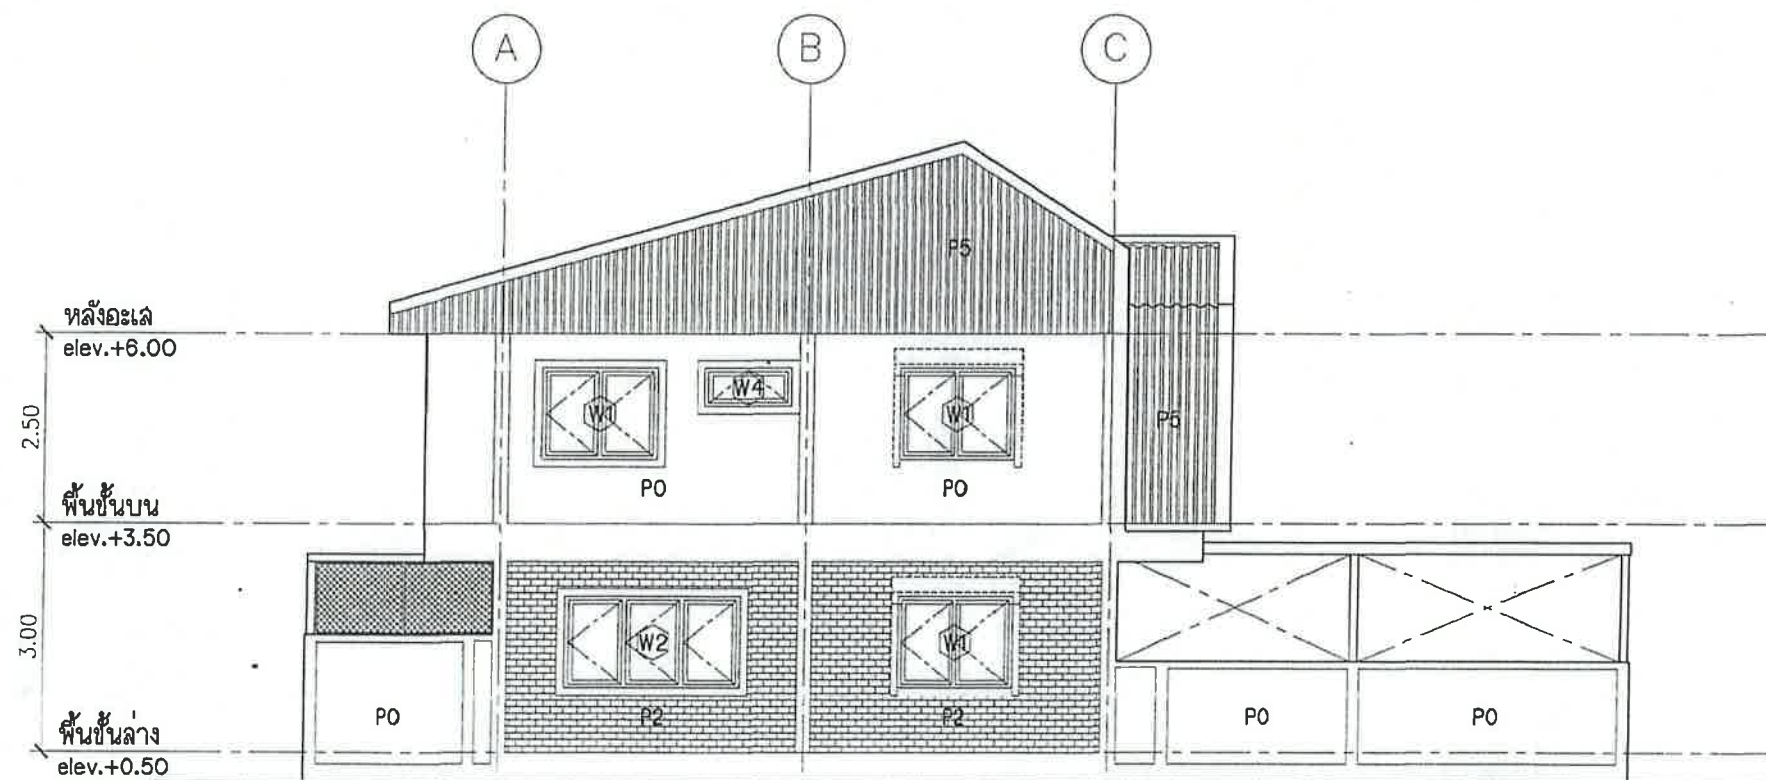 A B C
P5
หลังอะเส
elev.+6.00
W1 W4 W1
P5
2.50
P0 P0
พื้นชั้นบน
elev.+3.50
3.00
W2 W1
P0 P2 P2 P0 P0
พื้นชั้นล่าง
elev.+0.50